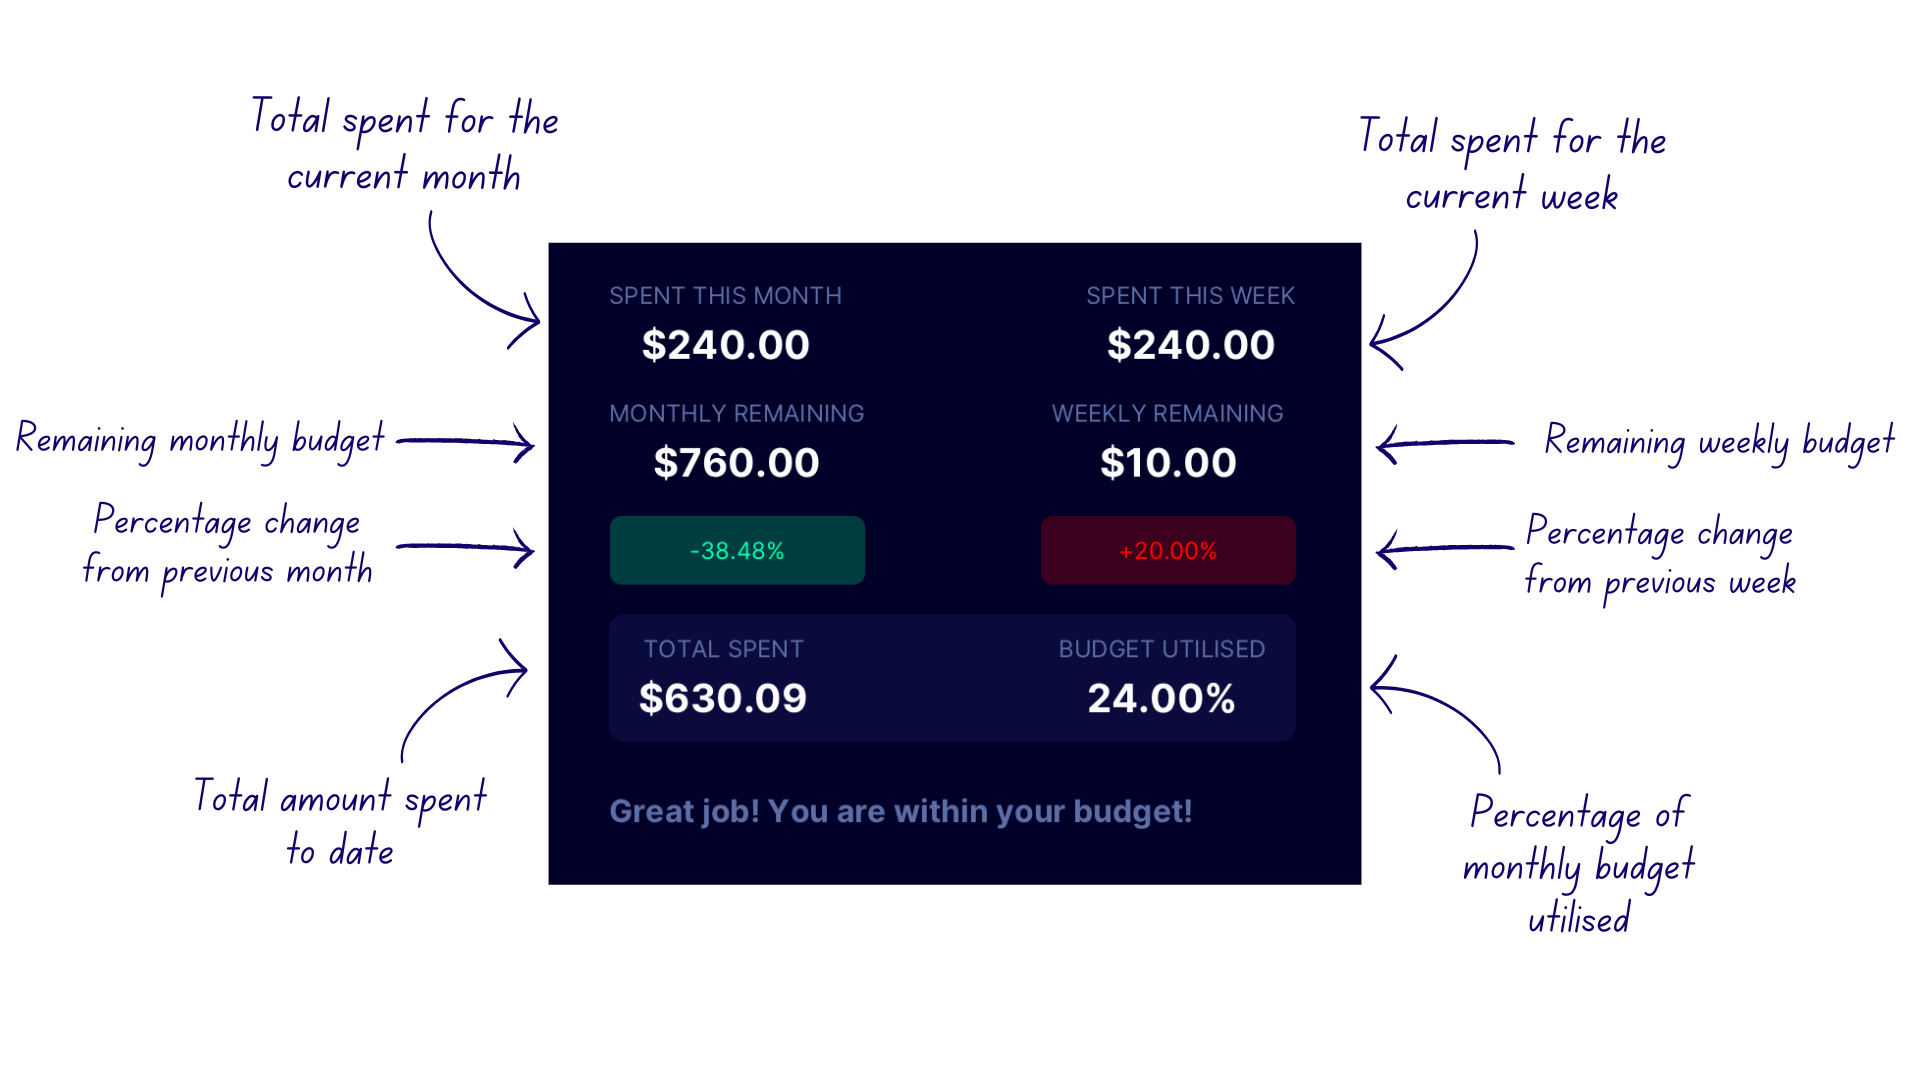 Total spent for the
current month
Total spent for the
current week
SPENT THIS MONTH
SPENT THIS WEEK
$240.00
$240.00
Remaining monthly budget
MONTHLY REMAINING
WEEKLY REMAINING
Remaining weekly budget
$760.00
$10.00
Percentage change
from previous month
-38.48%
+20.00%
Percentage change
from previous week
TOTAL SPENT
BUDGET UTILISED
$630.09
24.00%
Total amount spent
to date
Great job! You are within your budget!
Percentage of
monthly budget
utilised